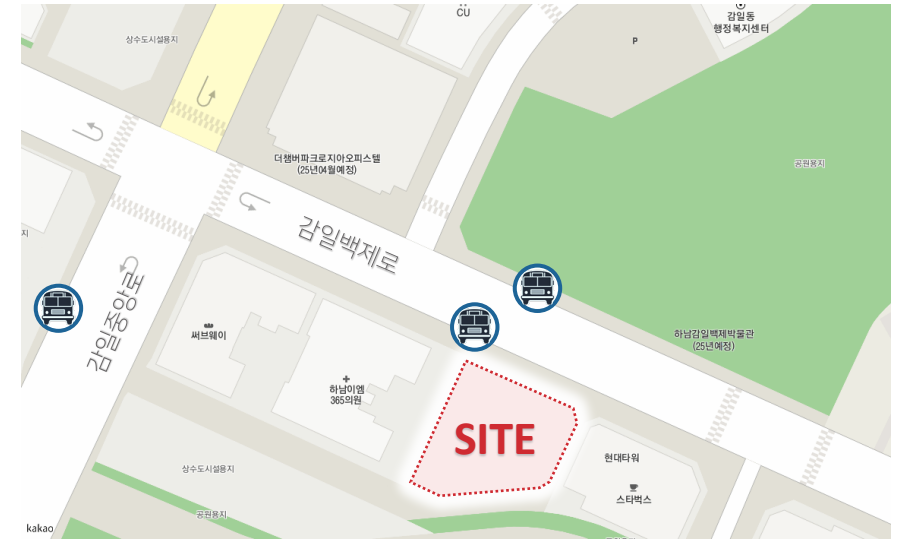 CU
감일동
행정복지센터
P
상수도시설용지
더챔버파크로지아오피스텔
(25년04월예정)
공원용지
지
감일백제로
감일중앙로
써브웨이
하남감일백제박물관
(25년예정)
하남이엠
365의원
SITE
현대타워
스타벅스
상수도시설용지
공원용지
kakao